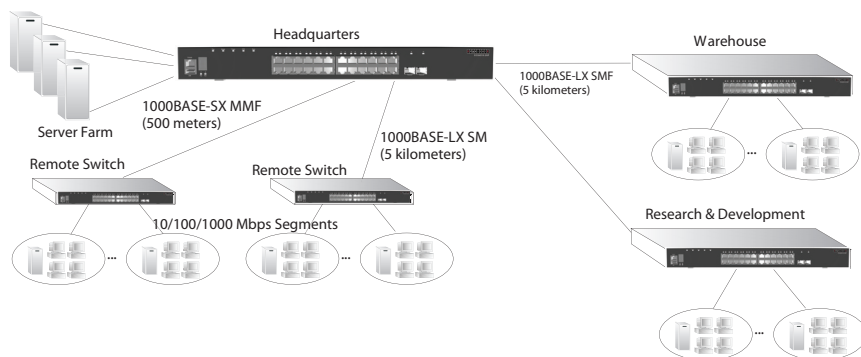 Headquarters
Warehouse
1000BASE-LX SMF
(5 kilometers)
1000BASE-SX MMF
(500 meters)
Server Farm
1000BASE-LX SM
(5 kilometers)
Remote Switch
Remote Switch
...
...
10/100/1000 Mbps Segments
Research & Development
...
...
...